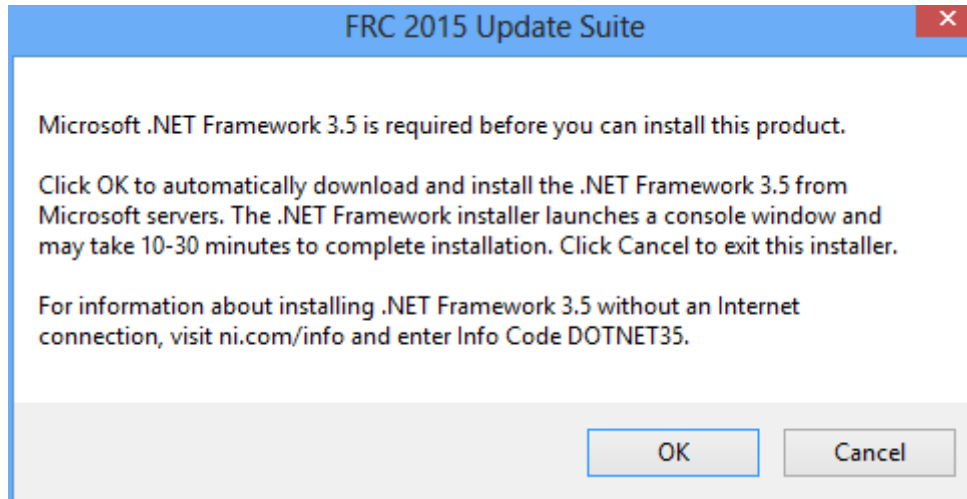 FRC 2015 Update Suite
Microsoft .NET Framework 3.5 is required before you can install this product.
Click OK to automatically download and install the .NET Framework 3.5 from
Microsoft servers. The .NET Framework installer launches a console window and
may take 10-30 minutes to complete installation. Click Cancel to exit this installer.
For information about installing .NET Framework 3.5 without an Internet
connection, visit ni.com/info and enter Info Code DOTNET35.
OK
Cancel